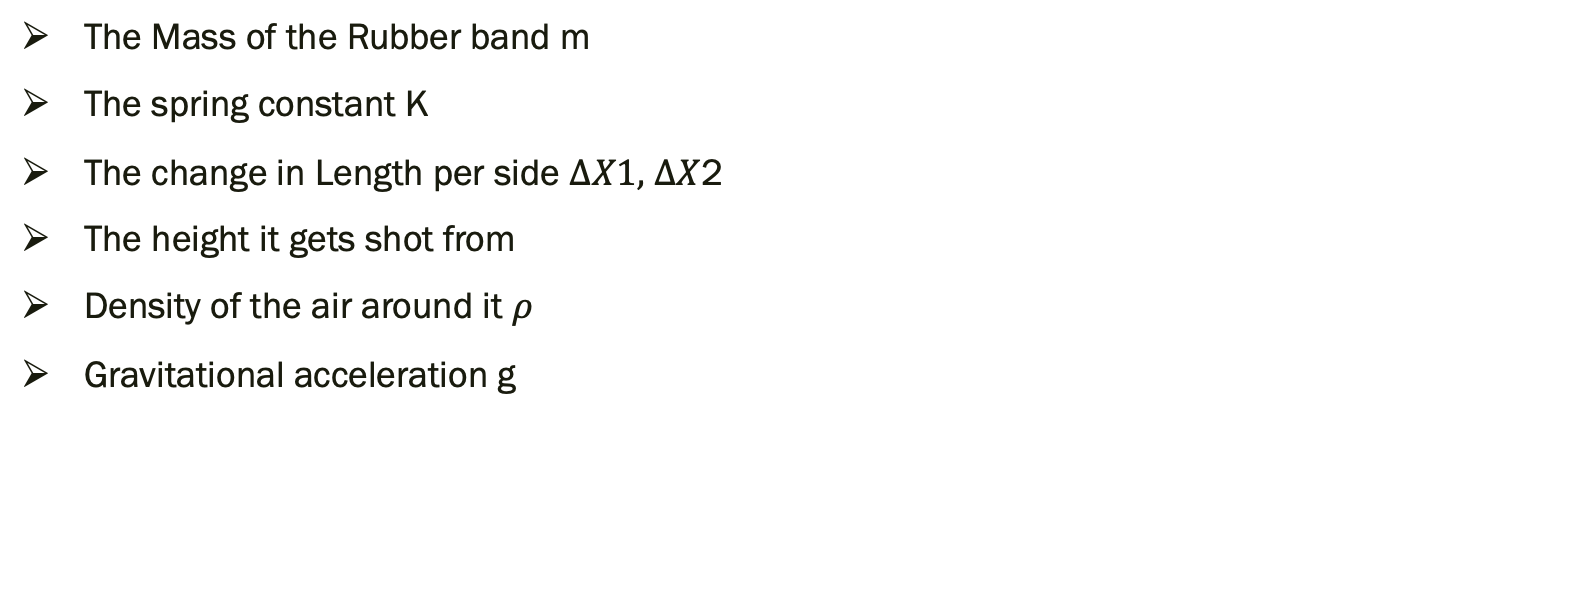 ➢ The Mass of the Rubber band m
➢ The spring constant K
➢ The change in Length per side Δ𝑋1, Δ𝑋2
➢ The height it gets shot from
➢ Density of the air around it 𝜌
➢ Gravitational acceleration g